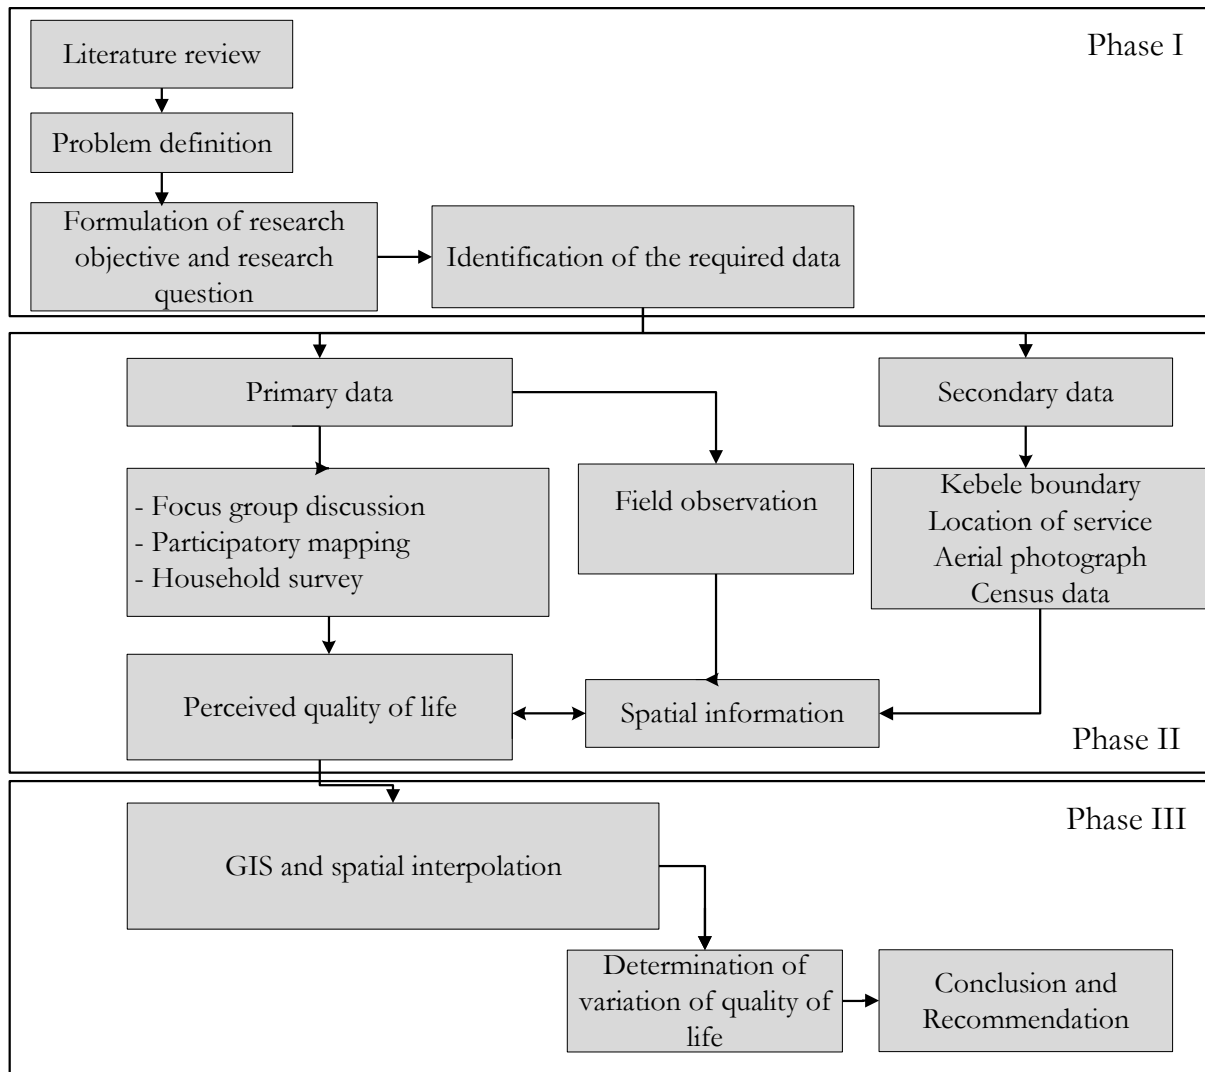 Phase I
Literature review
Problem definition
Formulation of research
objective and research
question
Identification of the required data
Primary data
Secondary data
- Focus group discussion
- Participatory mapping
- Household survey
Field observation
Kebele boundary
Location of service
Aerial photograph
Census data
Perceived quality of life
Spatial information
Phase II
Phase III
GIS and spatial interpolation
Determination of
variation of quality of
life
Conclusion and
Recommendation